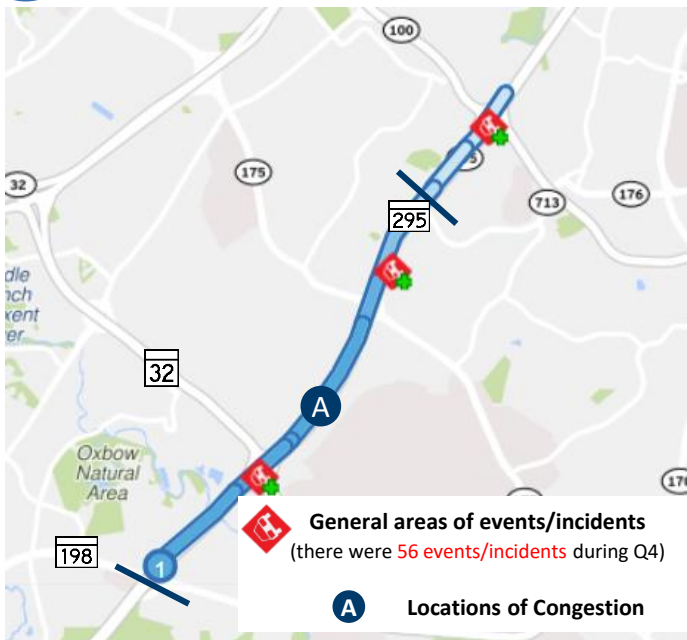 100
175
32
176
713
295
dle
nch
xent
er
32
A
Oxbow
Natural
Area
198
1
General areas of events/incidents
(there were 56 events/incidents during Q4)
A Locations of Congestion